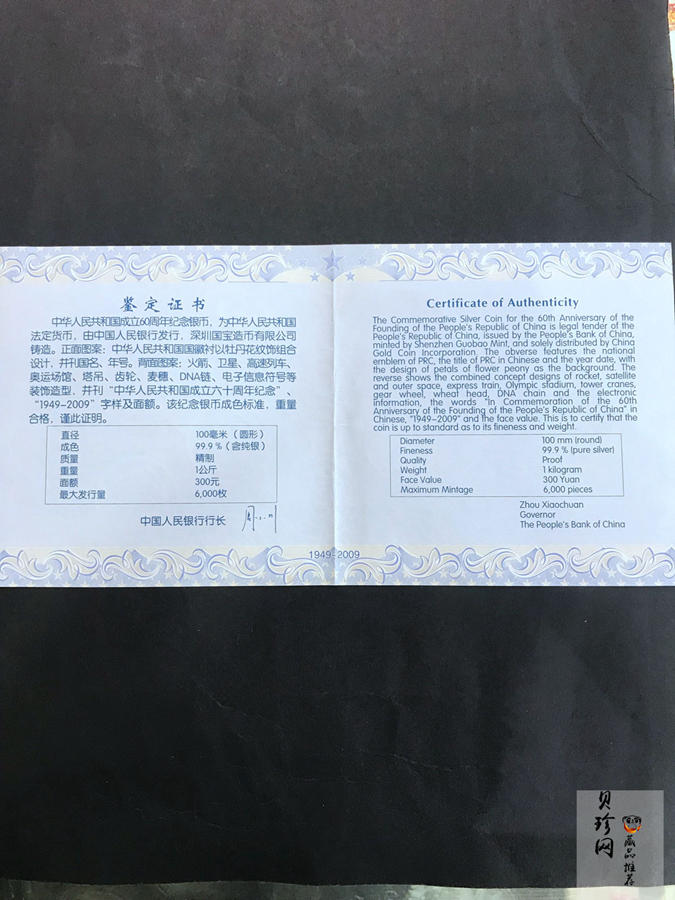 鉴定证书
中华人民共和国成立60周年纪念银币，为中华人民共和国
法定货币，由中国人民银行发行，深圳国宝造币有限公司
铸造。正面图案：中华人民共和国国徽衬以牡丹花纹饰组合
设计，并刊国名、年号。背面图案：火箭、卫星、高速列车、
奥运场馆、塔吊、齿轮、麦穗、DNA链、电子信息符号等
装饰造型，并刊“中华人民共和国成立六十周年纪念”、
“1949-2009”字样及面额。该纪念银币成色标准，重量
合格，谨此证明。
直径 100毫米（圆形）
成色 99.9%（含纯银）
质量 精制
重量 1公斤
面额 300元
最大发行量 6,000枚
中国人民银行行长
Certificate of Authenticity
The Commemorative Silver Coin for the 60th Anniversary of the
Founding of the People's Republic of China is legal tender of the
People's Republic of China, issued by the People's Bank of China,
minted by Shenzhen Guobao Mint, and solely distributed by China
Gold Coin Incorporation. The obverse features the national
emblem of PRC, the title of PRC in Chinese and the year date, with
the design of petals of flower peony as the background. The
reverse shows the combined concept designs of rocket, satellite
and outer space, express train, Olympic stadium, tower cranes,
gear wheel, wheat head, DNA chain and the electronic
information, the words "In Commemoration of the 60th
Anniversary of the Founding of the People's Republic of China" in
Chinese, "1949-2009" and the face value. This is to certify that the
coin is up to standard as to its fineness and weight.
Diameter 100 mm (round)
Fineness 99.9 % (pure silver)
Quality Proof
Weight 1 kilogram
Face Value 300 Yuan
Maximum Mintage 6,000 pieces
Zhou Xiaochuan
Governor
The People's Bank of China
1949-2009
贝珍网
藏品推荐